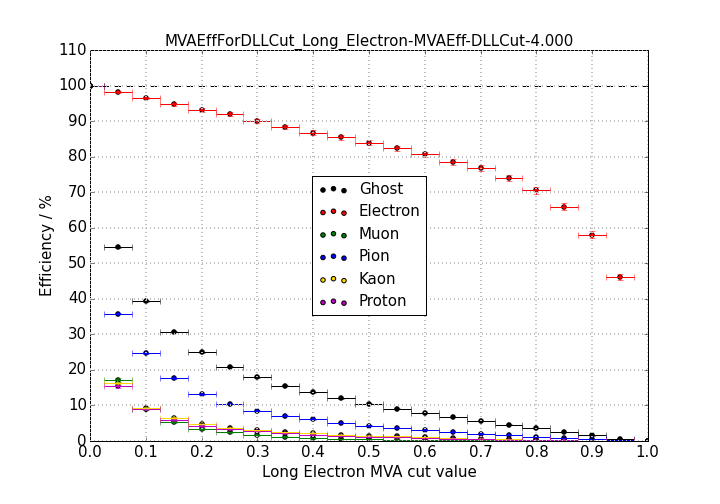 MVAEffForDLLCut_Long_Electron-MVAEff-DLLCut-4.000
110
100
90
80
70
60
50
40
30
20
10
0
Efficiency / %
Ghost
Electron
Muon
Pion
Kaon
Proton
0.0 0.1 0.2 0.3 0.4 0.5 0.6 0.7 0.8 0.9 1.0
Long Electron MVA cut value